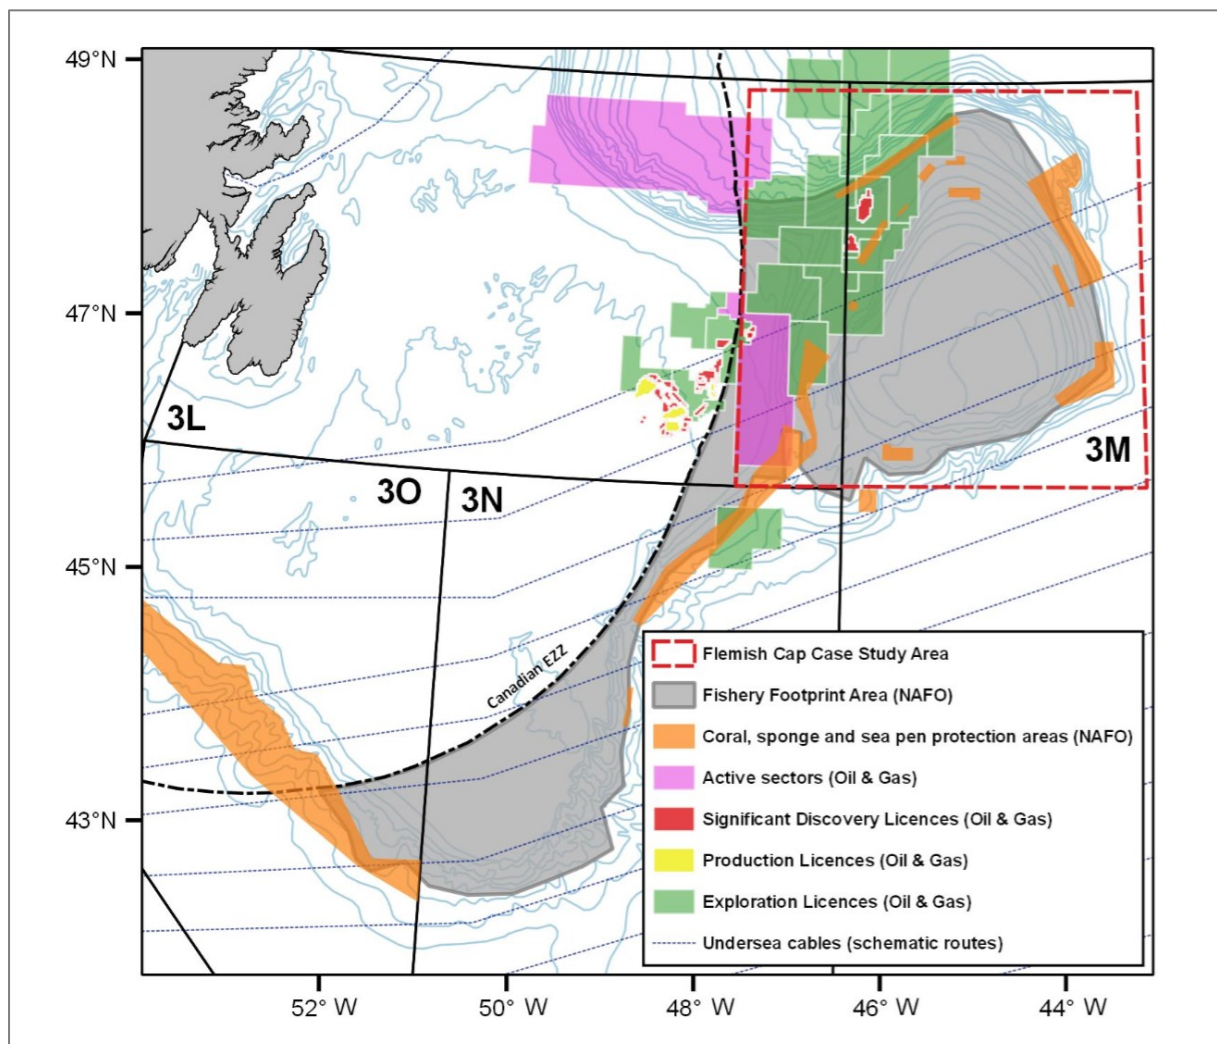 49°N
47°N
45°N
43°N
3L
3O
3N
3M
Canadian EZZ
Flemish Cap Case Study Area
Fishery Footprint Area (NAFO)
Coral, sponge and sea pen protection areas (NAFO)
Active sectors (Oil & Gas)
Significant Discovery Licences (Oil & Gas)
Production Licences (Oil & Gas)
Exploration Licences (Oil & Gas)
Undersea cables (schematic routes)
52° W
50° W
48° W
46° W
44° W